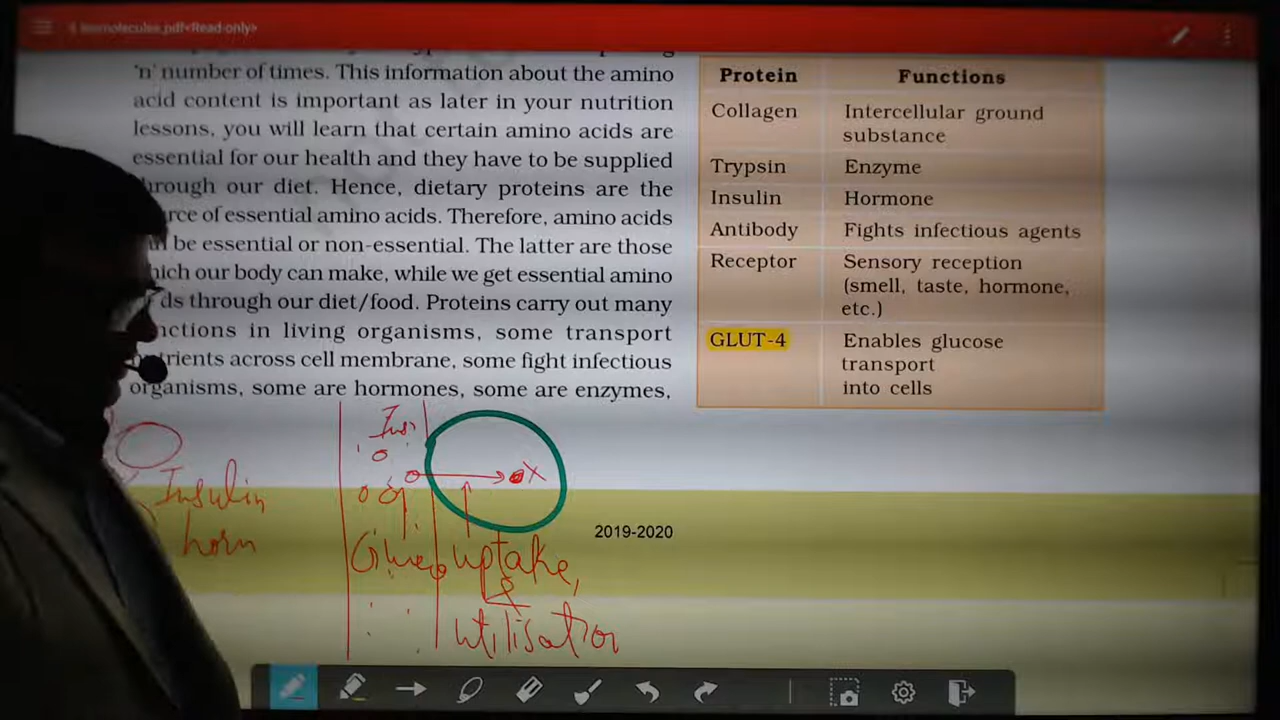 Biomolecules.pdf<Read-only>
'n' number of times. This information about the amino
acid content is important as later in your nutrition
lessons, you will learn that certain amino acids are
essential for our health and they have to be supplied
through our diet. Hence, dietary proteins are the
of essential amino acids. Therefore, amino acids
be essential or non-essential. The latter are those
which our body can make, while we get essential amino
through our diet/food. Proteins carry out many
in living organisms, some transport
across cell membrane, some fight infectious
organisms, some are hormones, some are enzymes,
Protein Functions
Collagen Intercellular ground
substance
Trypsin Enzyme
Insulin Hormone
Antibody Fights infectious agents
Receptor Sensory reception
(smell, taste, hormone,
etc.)
GLUT-4 Enables glucose
transport
into cells
Insulin
horn
uptake,
&
utilisation
2019-2020